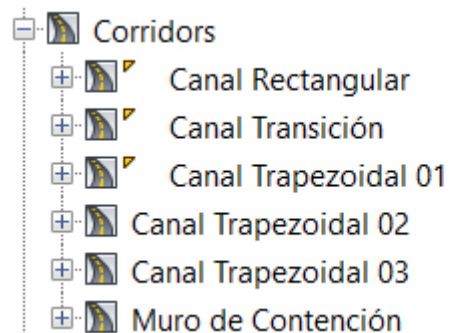 Corridors
Canal Rectangular
Canal Transición
Canal Trapezoidal 01
Canal Trapezoidal 02
Canal Trapezoidal 03
Muro de Contención